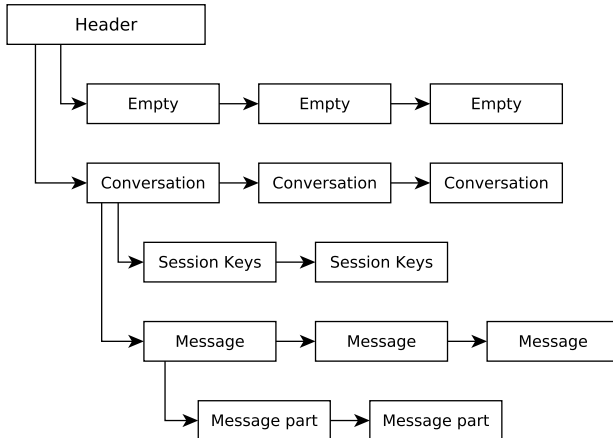 Header
Empty Empty Empty
Conversation Conversation Conversation
Session Keys Session Keys
Message Message Message
Message part Message part